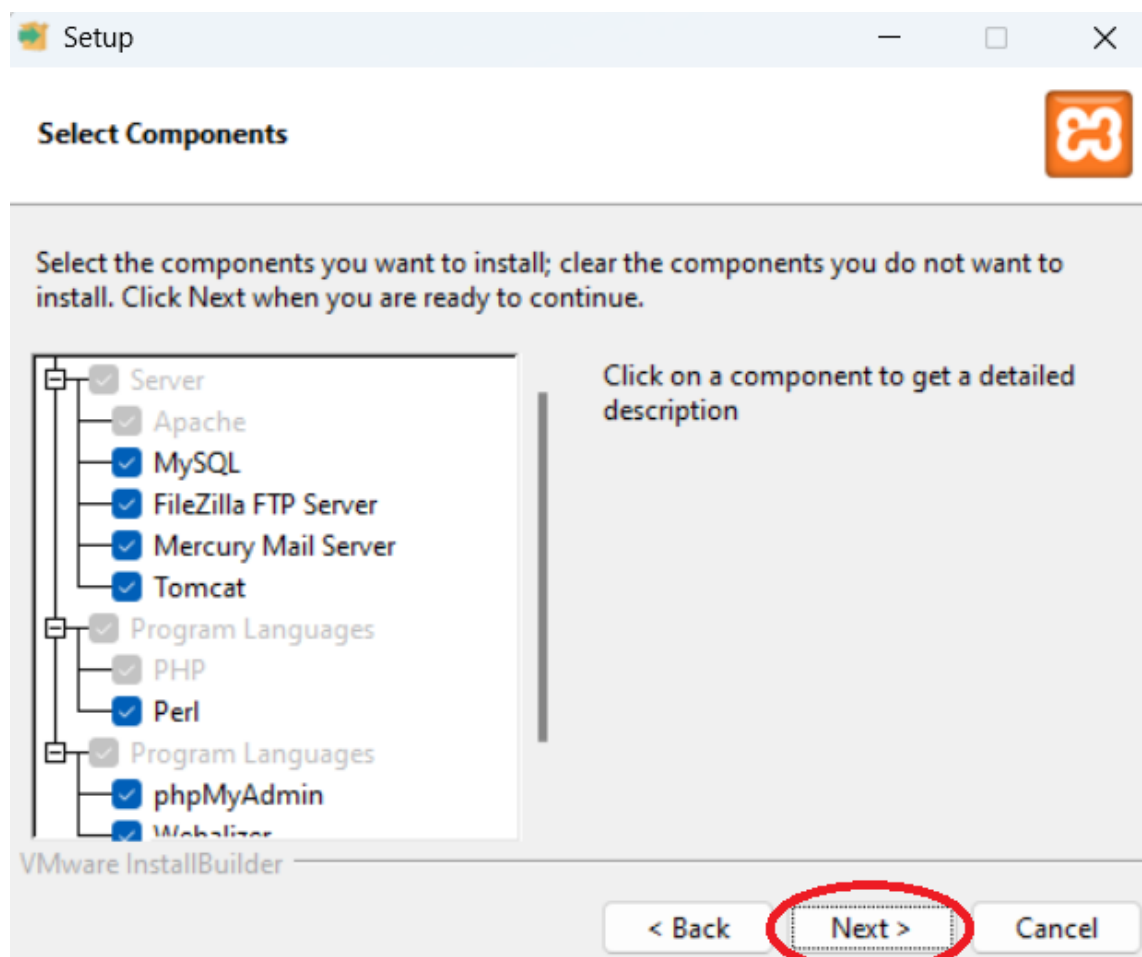 Setup
Select Components
Select the components you want to install; clear the components you do not want to
install. Click Next when you are ready to continue.
Server
Apache
MySQL
FileZilla FTP Server
Mercury Mail Server
Tomcat
Program Languages
PHP
Perl
Program Languages
phpMyAdmin
Webalizer
Click on a component to get a detailed
description
VMware InstallBuilder
< Back
Next >
Cancel